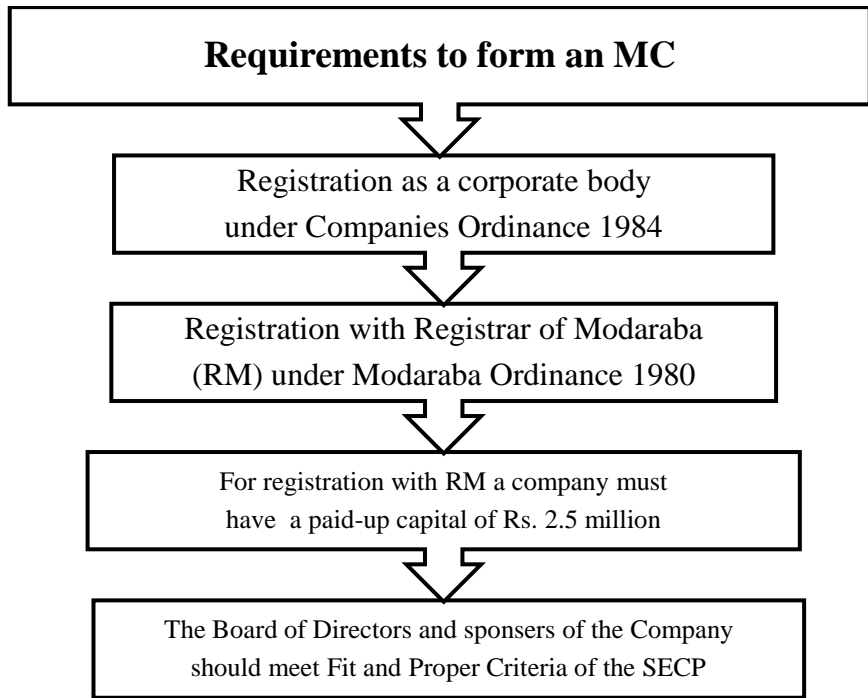 Requirements to form an MC
Registration as a corporate body
under Companies Ordinance 1984
Registration with Registrar of Modaraba
(RM) under Modaraba Ordinance 1980
For registration with RM a company must
have a paid-up capital of Rs. 2.5 million
The Board of Directors and sponsers of the Company
should meet Fit and Proper Criteria of the SECP